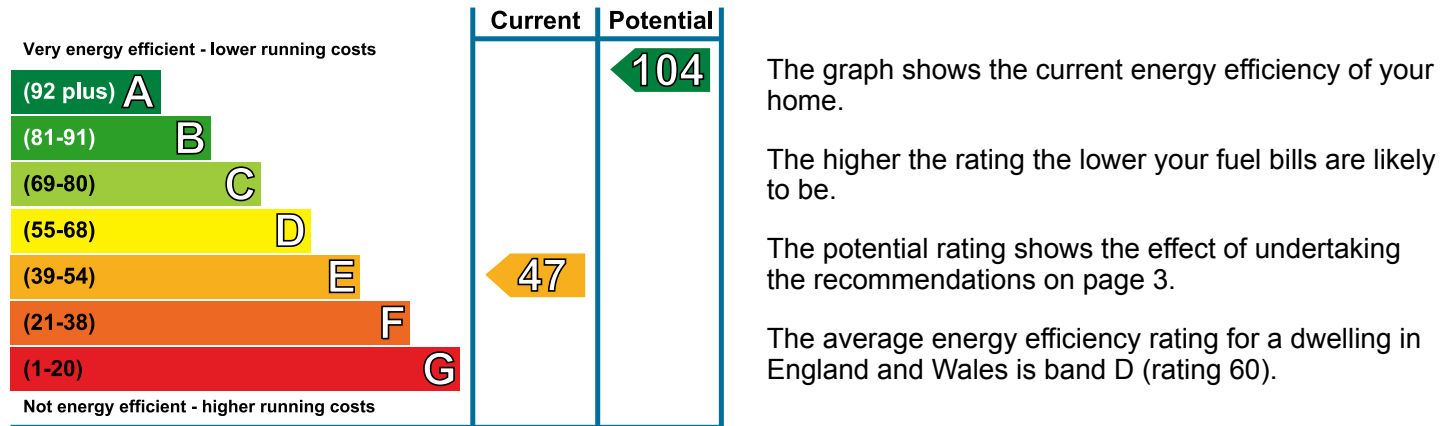 Current Potential
Very energy efficient - lower running costs
(92 plus) A
104
(81-91) B
(69-80) C
(55-68) D
(39-54) E
47
(21-38) F
(1-20) G
Not energy efficient - higher running costs
The graph shows the current energy efficiency of your
home.
The higher the rating the lower your fuel bills are likely
to be.
The potential rating shows the effect of undertaking
the recommendations on page 3.
The average energy efficiency rating for a dwelling in
England and Wales is band D (rating 60).